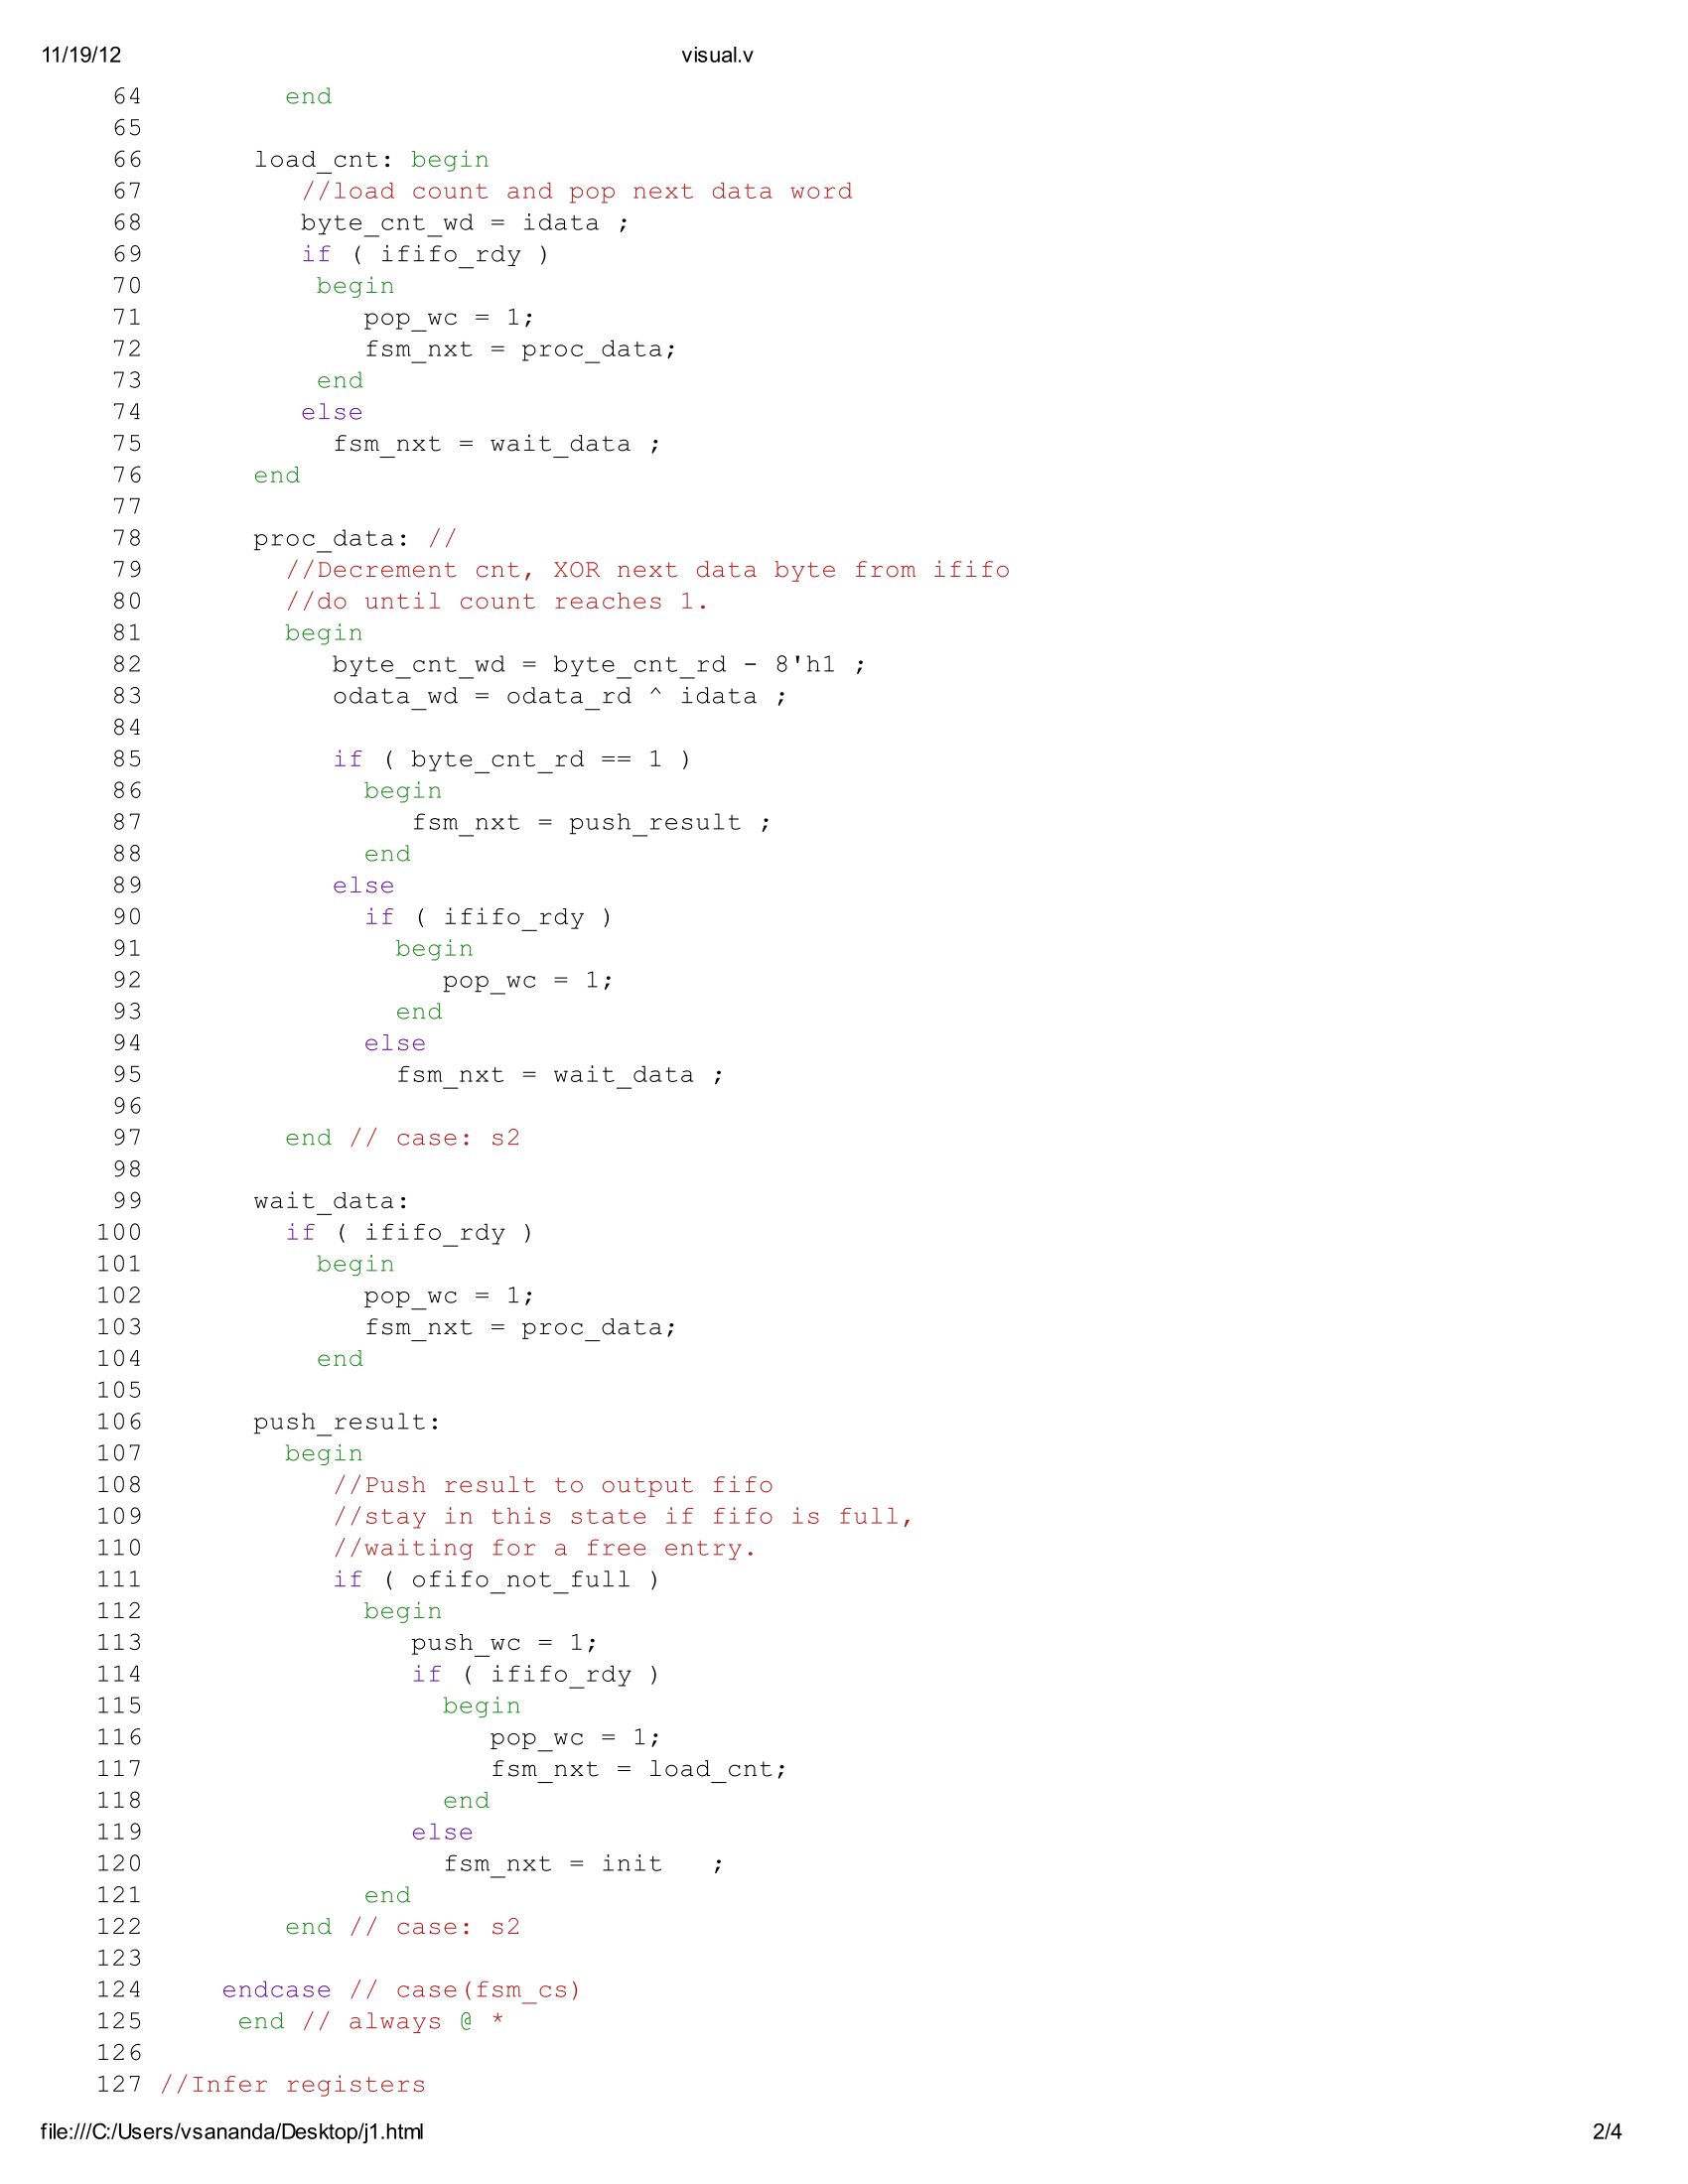 11/19/12 visual.v
64 end
65
66 load_cnt: begin
67 //load count and pop next data word
68 byte_cnt_wd = idata ;
69 if ( ififo_rdy )
70 begin
71 pop_wc = 1;
72 fsm_nxt = proc_data;
73 end
74 else
75 fsm_nxt = wait_data ;
76 end
77
78 proc_data: //
79 //Decrement cnt, XOR next data byte from ififo
80 //do until count reaches 1.
81 begin
82 byte_cnt_wd = byte_cnt_rd - 8'h1 ;
83 odata_wd = odata_rd ^ idata ;
84
85 if ( byte_cnt_rd == 1 )
86 begin
87 fsm_nxt = push_result ;
88 end
89 else
90 if ( ififo_rdy )
91 begin
92 pop_wc = 1;
93 end
94 else
95 fsm_nxt = wait_data ;
96
97 end // case: s2
98
99 wait_data:
100 if ( ififo_rdy )
101 begin
102 pop_wc = 1;
103 fsm_nxt = proc_data;
104 end
105
106 push_result:
107 begin
108 //Push result to output fifo
109 //stay in this state if fifo is full,
110 //waiting for a free entry.
111 if ( ofifo_not_full )
112 begin
113 push_wc = 1;
114 if ( ififo_rdy )
115 begin
116 pop_wc = 1;
117 fsm_nxt = load_cnt;
118 end
119 else
120 fsm_nxt = init ;
121 end
122 end // case: s2
123
124 endcase // case(fsm_cs)
125 end // always @ *
126
127 //Infer registers
file:///C:/Users/vsananda/Desktop/j1.html 2/4